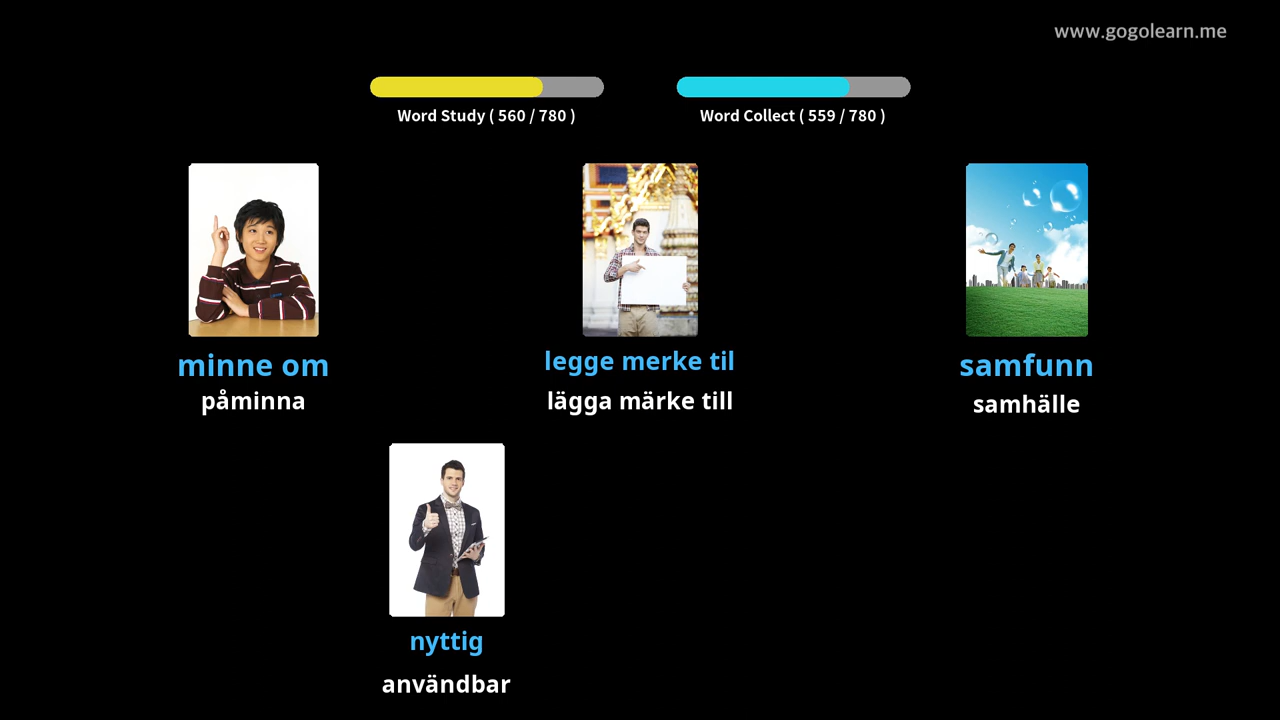 www.gogolearn.me
Word Study ( 560 / 780 )
Word Collect ( 559 / 780 )
minne om
påminna
legge merke til
lägga märke till
samfunn
samhälle
nyttig
användbar